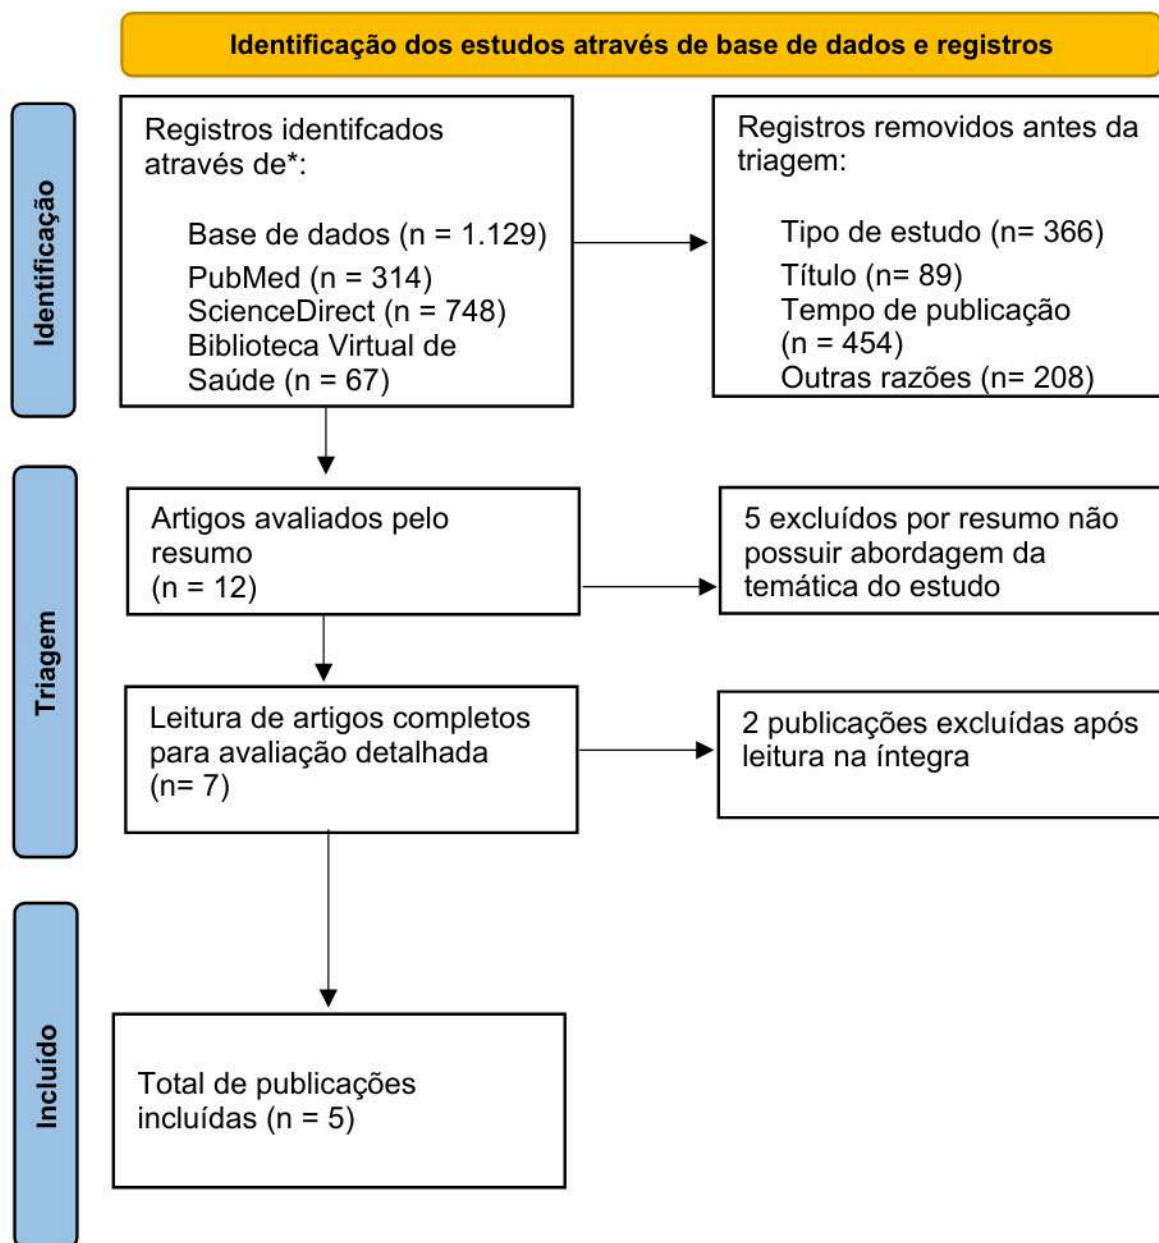 Identificação dos estudos através de base de dados e registros
Identificação
Registros identifcados
através de*:
Base de dados (n = 1.129)
PubMed (n = 314)
ScienceDirect (n = 748)
Biblioteca Virtual de
Saúde (n = 67)
Registros removidos antes da
triagem:
Tipo de estudo (n= 366)
Título (n= 89)
Tempo de publicação
(n = 454)
Outras razões (n= 208)
Triagem
Artigos avaliados pelo
resumo
(n = 12)
5 excluídos por resumo não
possuir abordagem da
temática do estudo
Leitura de artigos completos
para avaliação detalhada
(n= 7)
2 publicações excluídas após
leitura na íntegra
Incluído
Total de publicações
incluídas (n = 5)